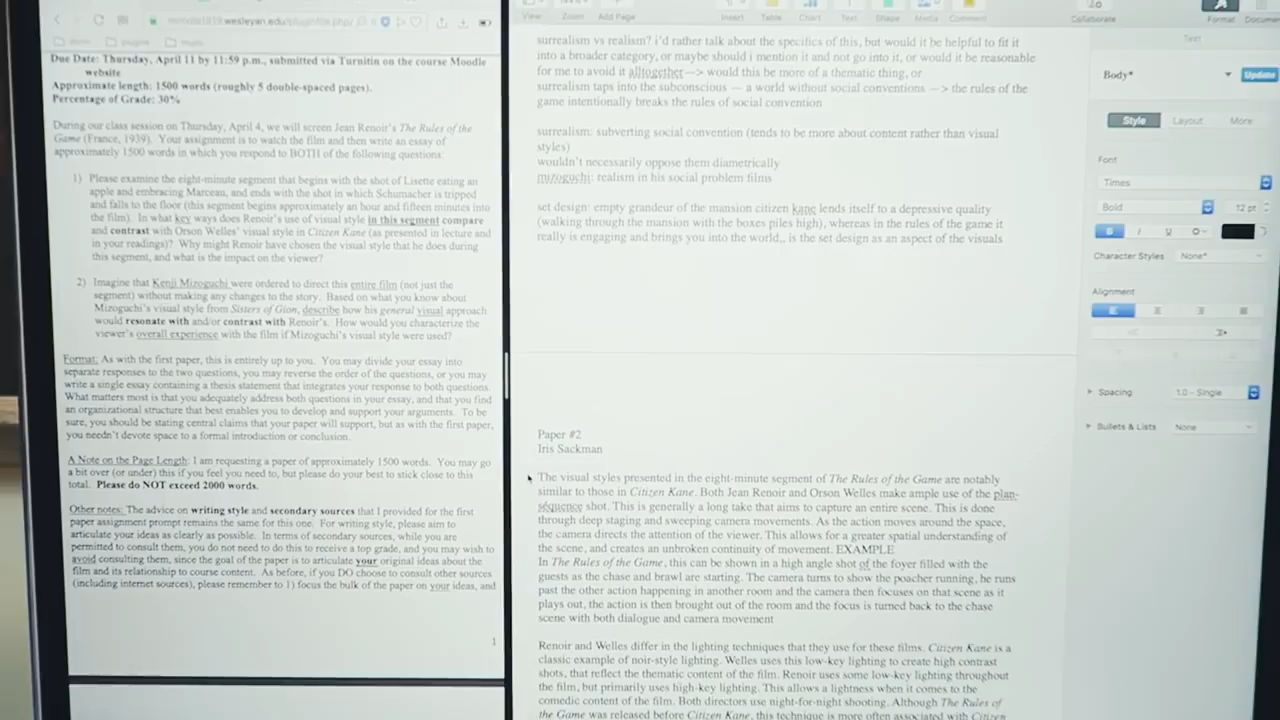 wesleyan.edu/pluginfile.php/
Due Date: Thursday, April 11 by 11:59 p.m., submitted via Turnitin on the course Moodle
website
Approximate length: 1500 words (roughly 5 double-spaced pages).
Percentage of Grade: 30%
During our class session on Thursday, April 4, we will screen Jean Renoir's The Rules of the
Game (France, 1939). Your assignment is to watch the film and then write an essay of
approximately 1500 words in which you respond to BOTH of the following questions:
1) Please examine the eight-minute segment that begins with the shot of Lisette eating an
apple and embracing Marceau, and ends with the shot in which Schumacher is tripped
and falls to the floor (this segment begins approximately an hour and fifteen minutes into
the film). In what key ways does Renoir's use of visual style in this segment compare
and contrast with Orson Welles' visual style in Citizen Kane (as presented in lecture and
in your readings)? Why might Renoir have chosen the visual style that he does during
this segment, and what is the impact on the viewer?
2) Imagine that Kenji Mizoguchi were ordered to direct this entire film (not just the
segment) without making any changes to the story. Based on what you know about
Mizoguchi's visual style from Sisters of Gion, describe how his general visual approach
would resonate with and/or contrast with Renoir's. How would you characterize the
viewer's overall experience with the film if Mizoguchi's visual style were used?
Format: As with the first paper, this is entirely up to you. You may divide your essay into
separate responses to the two questions, you may reverse the order of the questions, or you may
write a single essay containing a thesis statement that integrates your response to both questions.
What matters most is that you adequately address both questions in your essay, and that you find
an organizational structure that best enables you to develop and support your arguments. To be
sure, you should be stating central claims that your paper will support, but as with the first paper,
you needn't devote space to a formal introduction or conclusion.
A Note on the Page Length: I am requesting a paper of approximately 1500 words. You may go
a bit over (or under) this if you feel you need to, but please do your best to stick close to this
total. Please do NOT exceed 2000 words.
Other notes: The advice on writing style and secondary sources that I provided for the first
paper assignment prompt remains the same for this one. For writing style, please aim to
articulate your ideas as clearly as possible. In terms of secondary sources, while you are
permitted to consult them, you do not need to do this to receive a top grade, and you may wish to
avoid consulting them, since the goal of the paper is to articulate your original ideas about the
film and its relationship to course content. As before, if you DO choose to consult other sources
(including internet sources), please remember to 1) focus the bulk of the paper on your ideas, and
1
View Zoom Add Page Insert Table Chart Text Shape Media Comment Collaborate Format
surrealism vs realism? i'd rather talk about the specifics of this, but would it be helpful to fit it
into a broader category, or maybe should i mention it and not go into it, or would it be reasonable
for me to avoid it alltogether—> would this be more of a thematic thing, or
surrealism taps into the subconscious — a world without social conventions —> the rules of the
game intentionally breaks the rules of social convention
surrealism: subverting social convention (tends to be more about content rather than visual
styles)
wouldn't necessarily oppose them diametrically
mizoguchi: realism in his social problem films
set design: empty grandeur of the mansion citizen kane lends itself to a depressive quality
(walking through the mansion with the boxes piles high), whereas in the rules of the game it
really is engaging and brings you into the world,, is the set design as an aspect of the visuals
Paper #2
Iris Sackman
The visual styles presented in the eight-minute segment of The Rules of the Game are notably
similar to those in Citizen Kane. Both Jean Renoir and Orson Welles make ample use of the plan-
séquence shot. This is generally a long take that aims to capture an entire scene. This is done
through deep staging and sweeping camera movements. As the action moves around the space,
the camera directs the attention of the viewer. This allows for a greater spatial understanding of
the scene, and creates an unbroken continuity of movement. EXAMPLE
In The Rules of the Game, this can be shown in a high angle shot of the foyer filled with the
guests as the chase and brawl are starting. The camera turns to show the poacher running, he runs
past the other action happening in another room and the camera then focuses on that scene as it
plays out, the action is then brought out of the room and the focus is turned back to the chase
scene with both dialogue and camera movement
Renoir and Welles differ in the lighting techniques that they use for these films. Citizen Kane is a
classic example of noir-style lighting. Welles uses this low-key lighting to create high contrast
shots, that reflect the thematic content of the film. Renoir uses some low-key lighting throughout
the film, but primarily uses high-key lighting. This allows a lightness when it comes to the
comedic content of the film. Both directors use night-for-night shooting. Although The Rules of
the Game was released before Citizen Kane, this technique is more often associated with Citizen
Text
Body*
Update
Style Layout More
Font
Times
Bold 12 pt
B I U
Character Styles None*
Alignment
Spacing 1.0 - Single
Bullets & Lists None